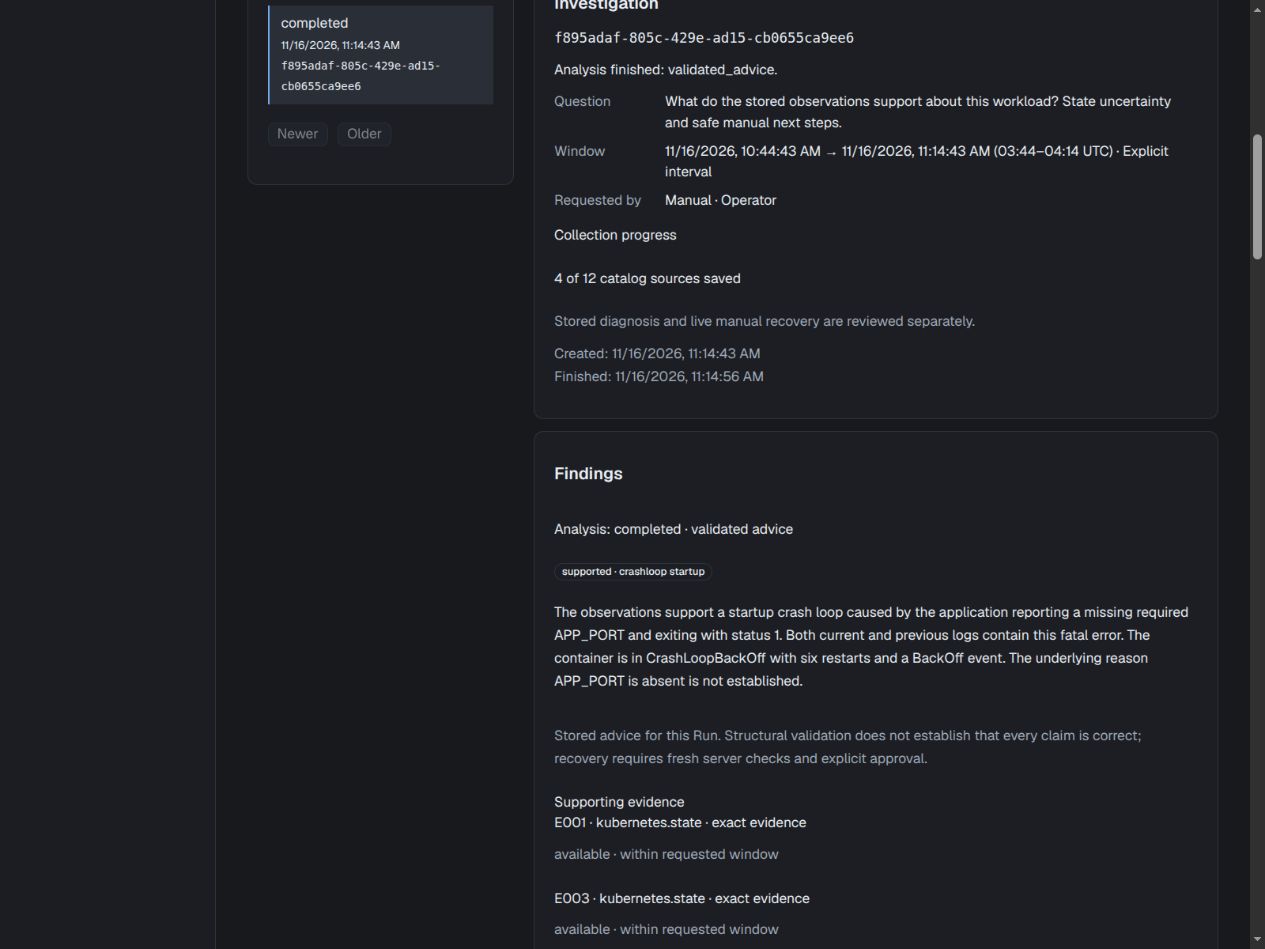 completed
11/16/2026, 11:14:43 AM
f895adaf-805c-429e-ad15-
cb0655ca9ee6
Newer
Older
Investigation
f895adaf-805c-429e-ad15-cb0655ca9ee6
Analysis finished: validated_advice.
Question What do the stored observations support about this workload? State uncertainty
and safe manual next steps.
Window 11/16/2026, 10:44:43 AM → 11/16/2026, 11:14:43 AM (03:44–04:14 UTC) · Explicit
interval
Requested by Manual · Operator
Collection progress
4 of 12 catalog sources saved
Stored diagnosis and live manual recovery are reviewed separately.
Created: 11/16/2026, 11:14:43 AM
Finished: 11/16/2026, 11:14:56 AM
Findings
Analysis: completed · validated advice
supported · crashloop startup
The observations support a startup crash loop caused by the application reporting a missing required
APP_PORT and exiting with status 1. Both current and previous logs contain this fatal error. The
container is in CrashLoopBackOff with six restarts and a BackOff event. The underlying reason
APP_PORT is absent is not established.
Stored advice for this Run. Structural validation does not establish that every claim is correct;
recovery requires fresh server checks and explicit approval.
Supporting evidence
E001 · kubernetes.state · exact evidence
available · within requested window
E003 · kubernetes.state · exact evidence
available · within requested window